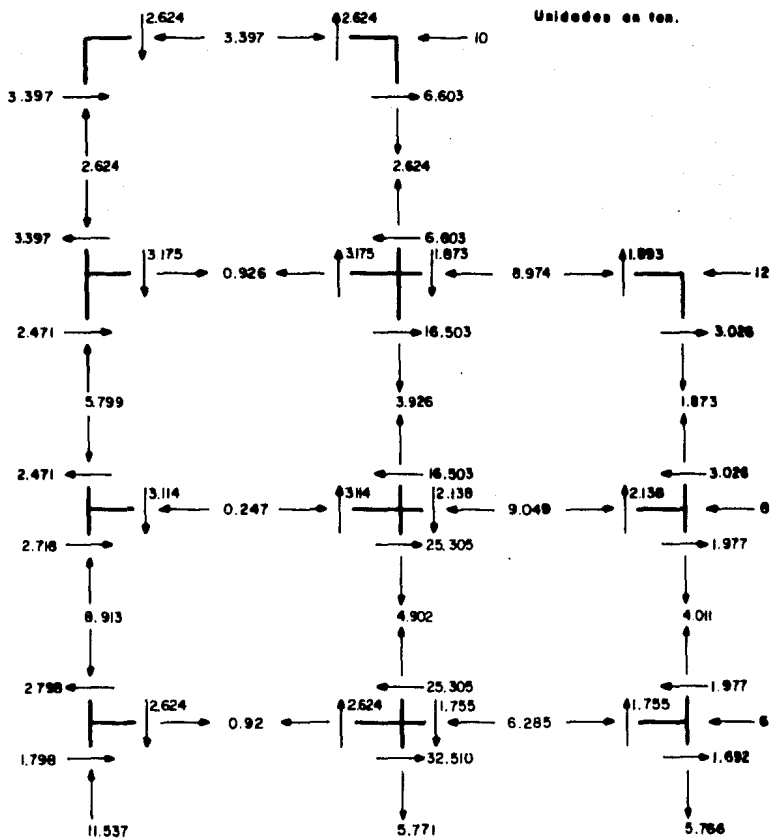 Unidades en ton.
2.624 3.397 2.624 10
3.397 6.603
2.624 2.624
3.397 6.603
3.175 0.926 3.175 1.873 8.974 1.893 12
2.471 16.503 3.026
5.799 3.926 1.873
2.471 16.503 3.026
3.114 0.247 3.114 2.138 9.049 2.138 8
2.718 25.305 1.977
8.913 4.902 4.011
2.798 25.305 1.977
2.624 0.92 2.624 1.755 6.285 1.755 6
1.798 32.510 1.692
11.537 5.771 5.766